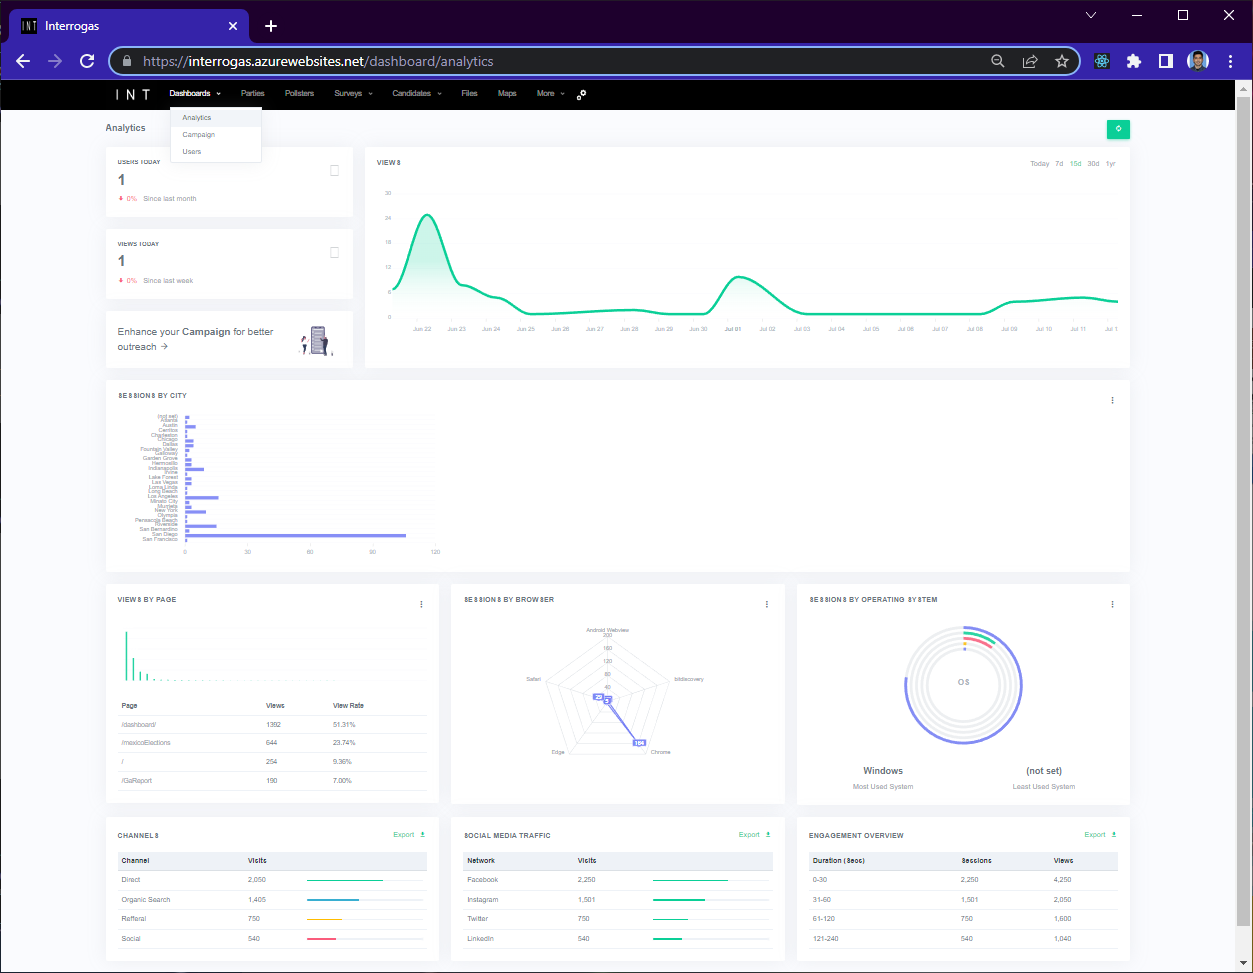 INT Interrogas
https://interrogas.azurewebsites.net/dashboard/analytics
INT Dashboards Parties Pollsters Surveys Candidates Events Files Maps More
Analytics
Campaign
Users
Analytics
USERS TODAY
1
0% Since last month
VIEWS TODAY
1
0% Since last week
Enhance your Campaign for better
outreach →
VIEWS
Today 7d 15d 30d 1yr
30
24
18
12
6
0
Jun 22 Jun 23 Jun 24 Jun 25 Jun 26 Jun 27 Jun 28 Jun 29 Jun 30 Jul 01 Jul 02 Jul 03 Jul 04 Jul 05 Jul 06 Jul 07 Jul 08 Jul 09 Jul 10 Jul 11 Jul 1
SESSIONS BY CITY
(not set)
Atlanta
Austin
Cerritos
Charleston
Chicago
Dallas
Fountain Valley
Galloway
Garden Grove
Hermosillo
Indianapolis
Irvine
Lake Forest
Las Vegas
Loma Linda
Long Beach
Los Angeles
Minato City
Murrieta
New York
Olympia
Pensacola Beach
Riverside
San Bernardino
San Diego
San Francisco
0 30 60 90 120
VIEWS BY PAGE
Page Views View Rate
/dashboard/ 1392 51.31%
/mexicoElections 644 23.74%
/ 254 9.36%
/GaReport 190 7.00%
SESSIONS BY BROWSER
Android Webview
200
160
120
80
40
Safari
bitdiscovery
25
5
184
Edge
Chrome
SESSIONS BY OPERATING SYSTEM
OS
Windows (not set)
Most Used System Least Used System
CHANNELS Export
Channel Visits
Direct 2,050
Organic Search 1,405
Refferal 750
Social 540
SOCIAL MEDIA TRAFFIC Export
Network Visits
Facebook 2,250
Instagram 1,501
Twitter 750
LinkedIn 540
ENGAGEMENT OVERVIEW Export
Duration (Secs) Sessions Views
0-30 2,250 4,250
31-60 1,501 2,050
61-120 750 1,600
121-240 540 1,040